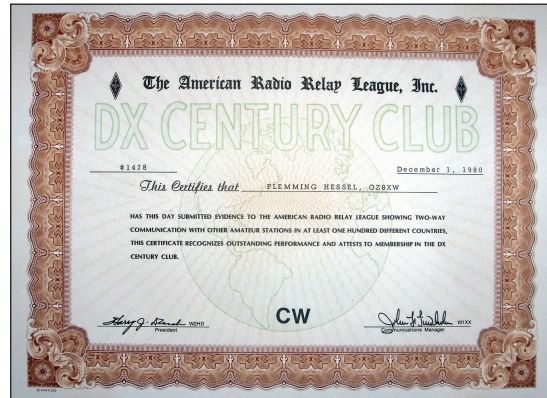 The American Radio Relay League, Inc.
DX CENTURY CLUB
#1428
December 1, 1980
This Certifies that FLEMMING HESSEL, OZ8XW
HAS THIS DAY SUBMITTED EVIDENCE TO THE AMERICAN RADIO RELAY LEAGUE SHOWING TWO-WAY
COMMUNICATION WITH OTHER AMATEUR STATIONS IN AT LEAST ONE HUNDRED DIFFERENT COUNTRIES,
THIS CERTIFICATE RECOGNIZES OUTSTANDING PERFORMANCE AND ATTESTS TO MEMBERSHIP IN THE DX
CENTURY CLUB.
Harry J. W2HD
President
CW
John F. Lindholm W1XX
Communications Manager